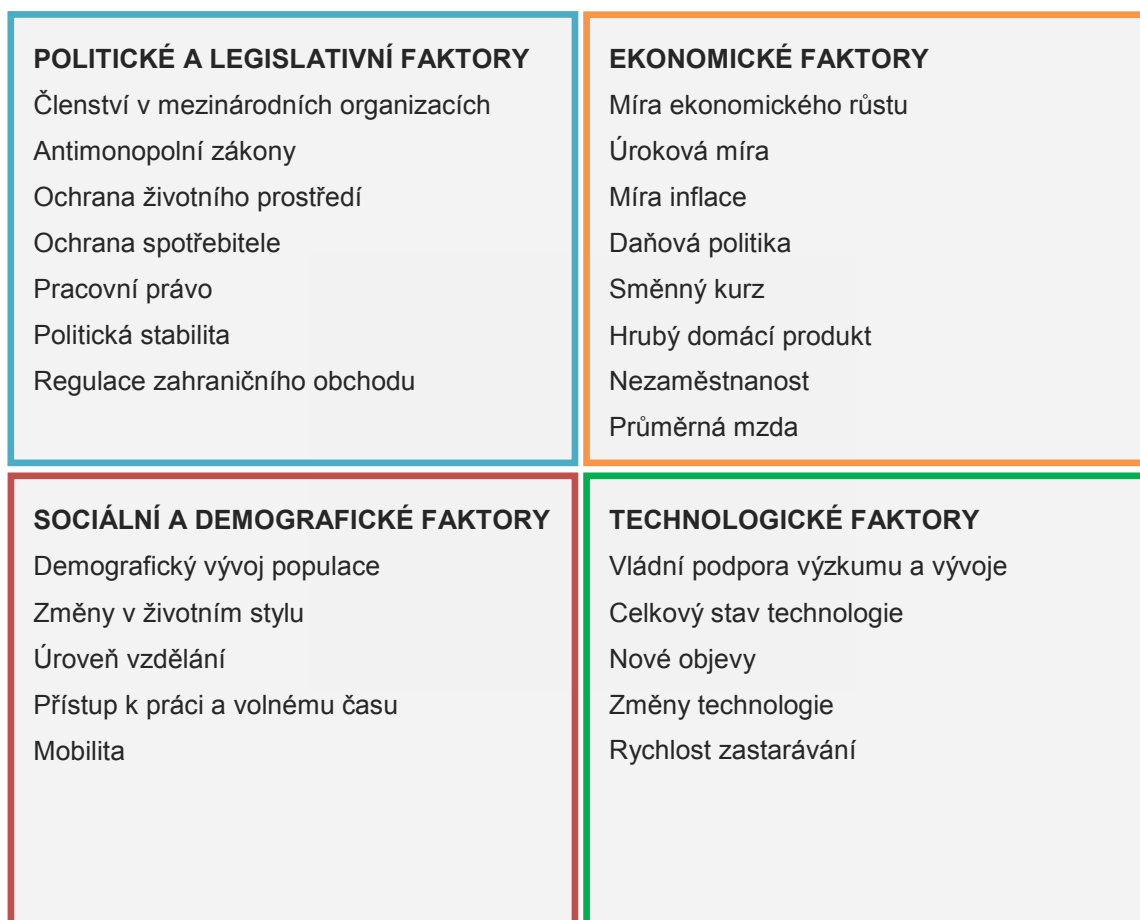 POLITICKÉ A LEGISLATIVNÍ FAKTORY
Členství v mezinárodních organizacích
Antimonopolní zákony
Ochrana životního prostředí
Ochrana spotřebitele
Pracovní právo
Politická stabilita
Regulace zahraničního obchodu
EKONOMICKÉ FAKTORY
Míra ekonomického růstu
Úroková míra
Míra inflace
Daňová politika
Směnný kurz
Hrubý domácí produkt
Nezaměstnanost
Průměrná mzda
SOCIÁLNÍ A DEMOGRAFICKÉ FAKTORY
Demografický vývoj populace
Změny v životním stylu
Úroveň vzdělání
Přístup k práci a volnému času
Mobilita
TECHNOLOGICKÉ FAKTORY
Vládní podpora výzkumu a vývoje
Celkový stav technologie
Nové objevy
Změny technologie
Rychlost zastarávání